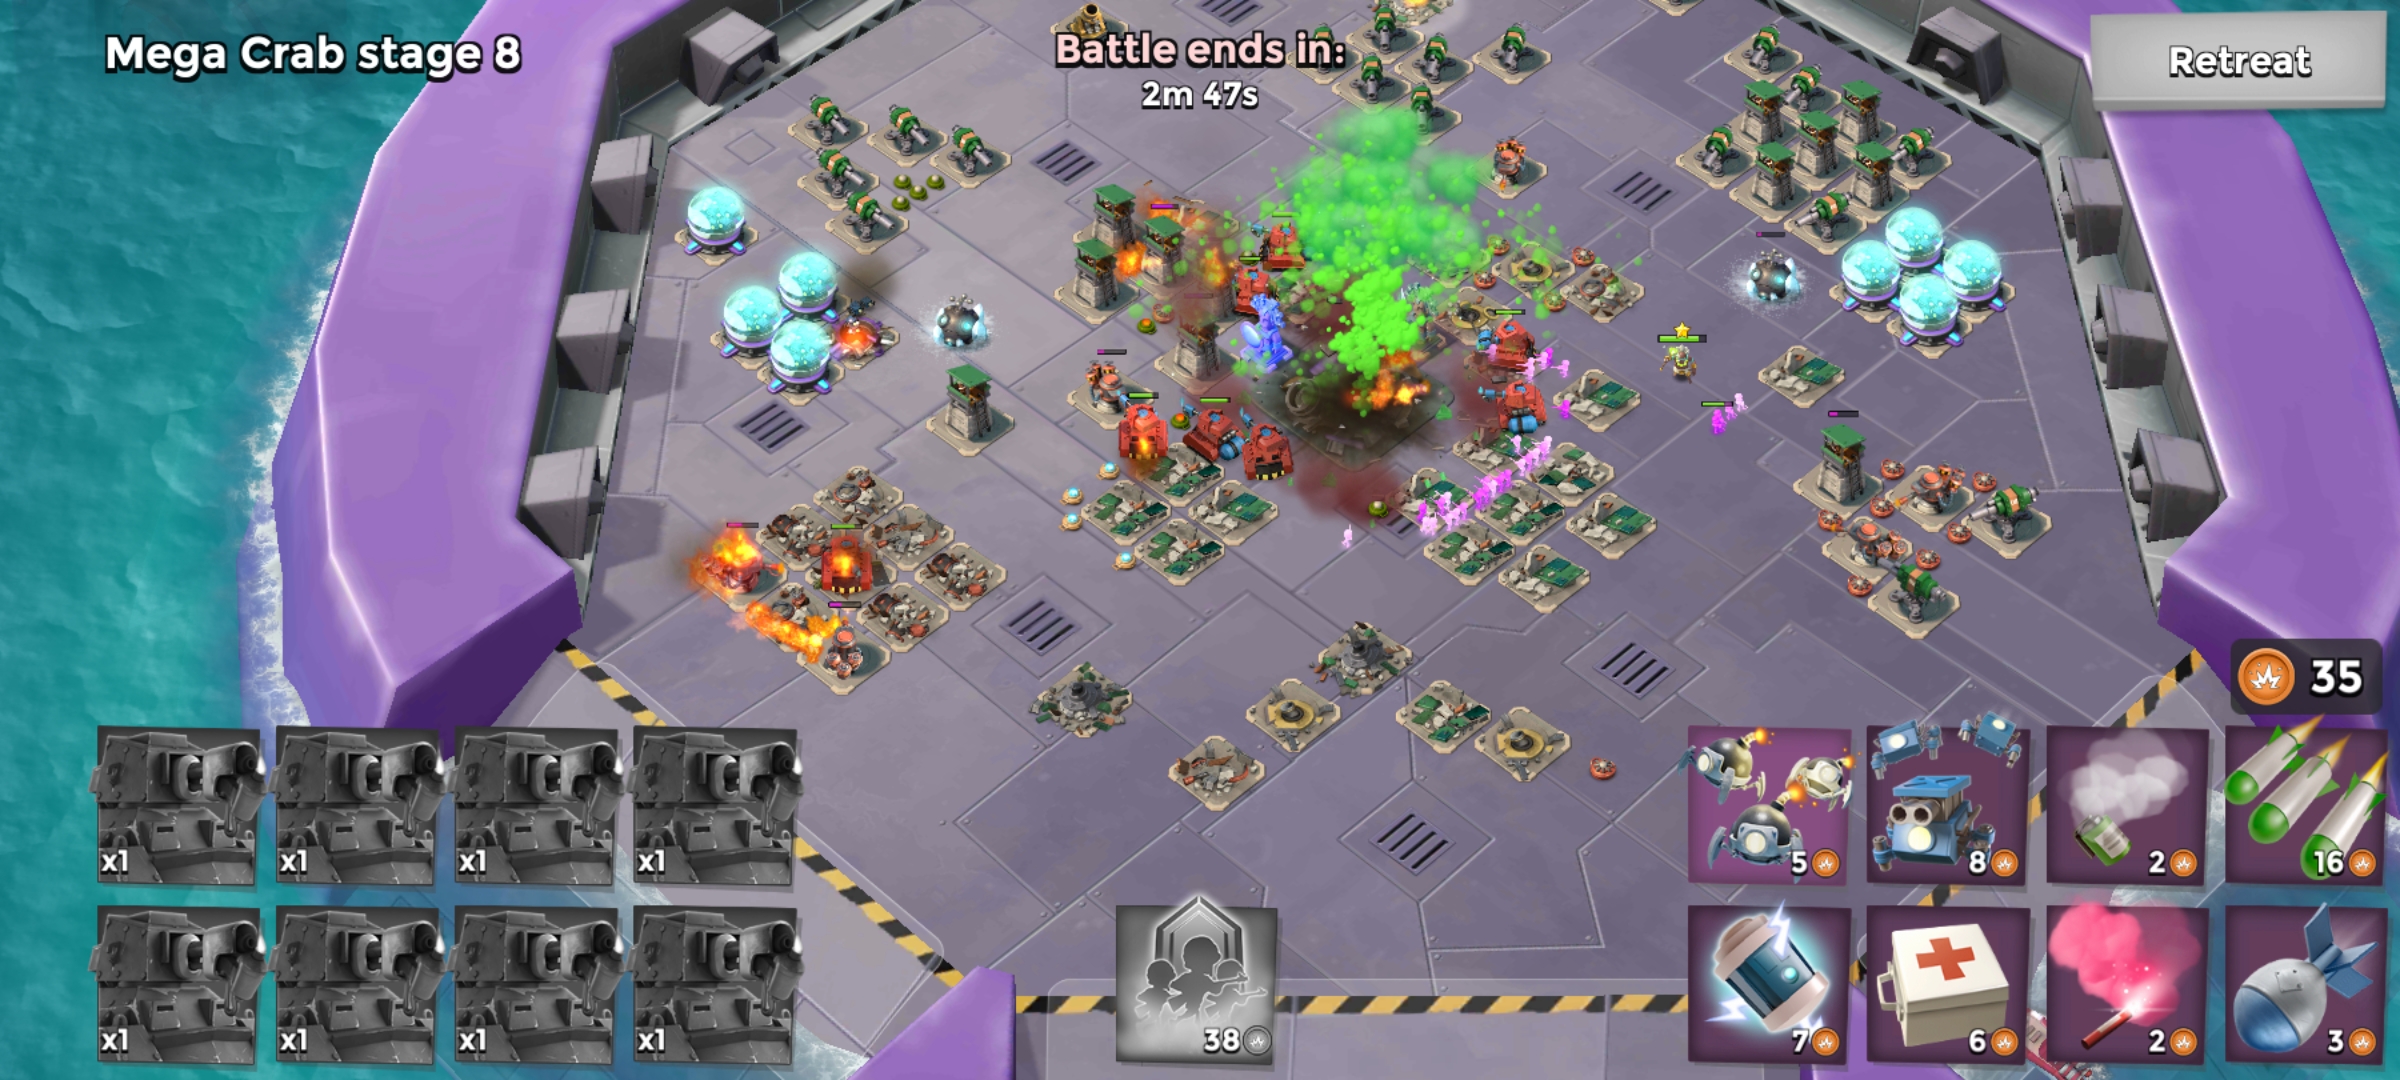 Mega Crab stage 8
Battle ends in:
2m 47s
Retreat
35
x1
x1
x1
x1
5
8
2
16
x1
x1
x1
x1
38
7
6
2
3